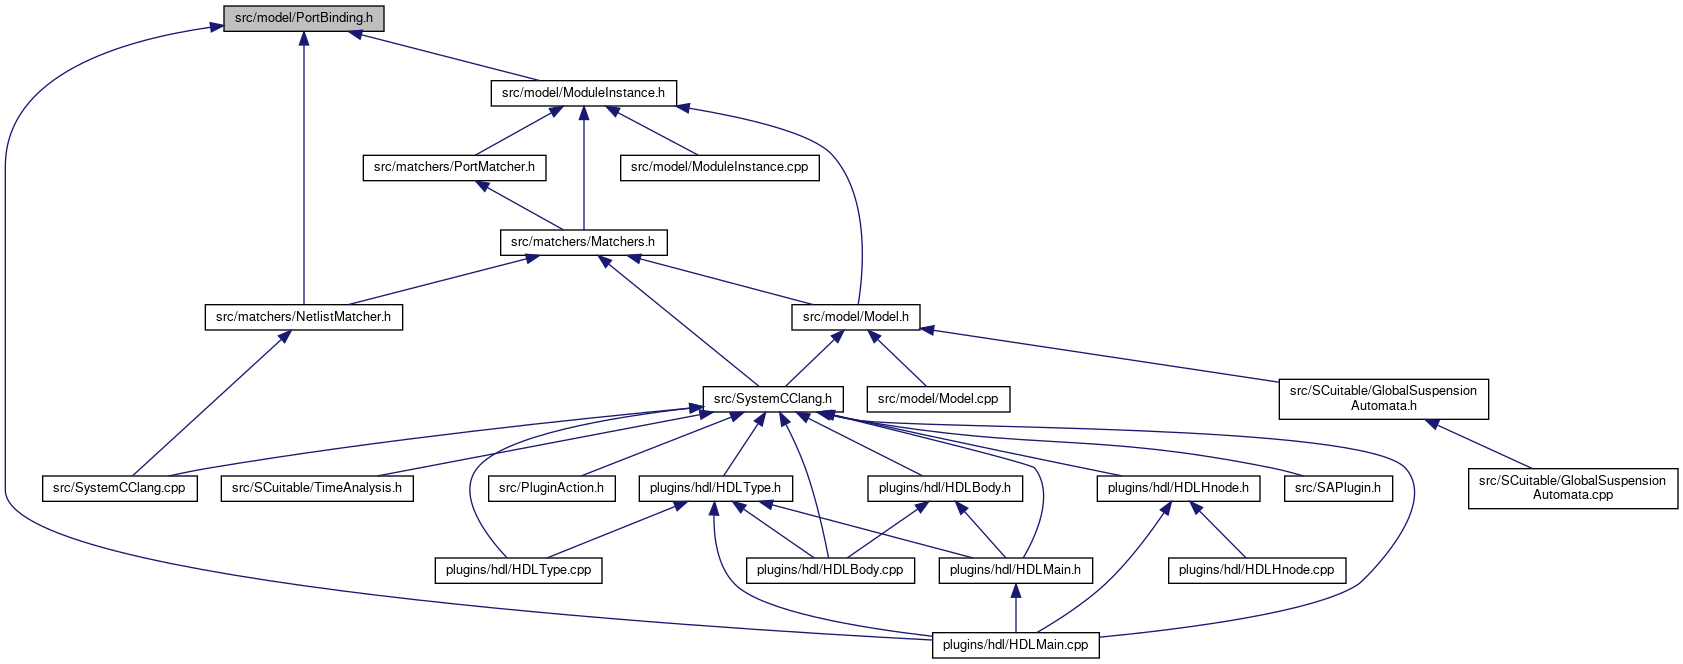 src/model/PortBinding.h
src/model/ModuleInstance.h
src/matchers/PortMatcher.h
src/model/ModuleInstance.cpp
src/matchers/Matchers.h
src/matchers/NetlistMatcher.h
src/model/Model.h
src/SystemCClang.h
src/model/Model.cpp
src/SCuitable/GlobalSuspension
Automata.h
src/SystemCClang.cpp
src/SCuitable/TimeAnalysis.h
src/PluginAction.h
plugins/hdl/HDLType.h
plugins/hdl/HDLBody.h
plugins/hdl/HDLHnode.h
src/SAPlugin.h
src/SCuitable/GlobalSuspension
Automata.cpp
plugins/hdl/HDLType.cpp
plugins/hdl/HDLBody.cpp
plugins/hdl/HDLMain.h
plugins/hdl/HDLHnode.cpp
plugins/hdl/HDLMain.cpp